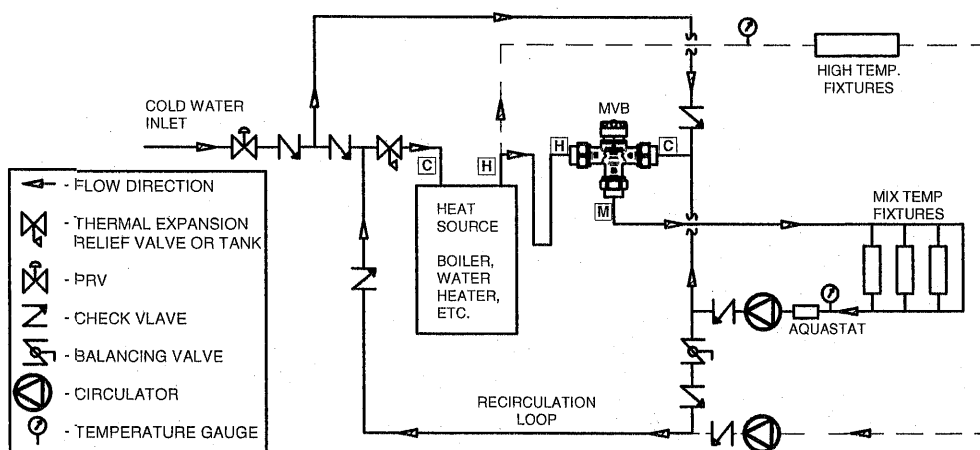 COLD WATER
INLET
MVB
HIGH TEMP.
FIXTURES
C
H
H
C
M
HEAT
SOURCE
BOILER,
WATER
HEATER,
ETC.
MIX TEMP
FIXTURES
AQUASTAT
RECIRCULATION
LOOP
- FLOW DIRECTION
- THERMAL EXPANSION
RELIEF VALVE OR TANK
- PRV
- CHECK VLAVE
- BALANCING VALVE
- CIRCULATOR
- TEMPERATURE GAUGE